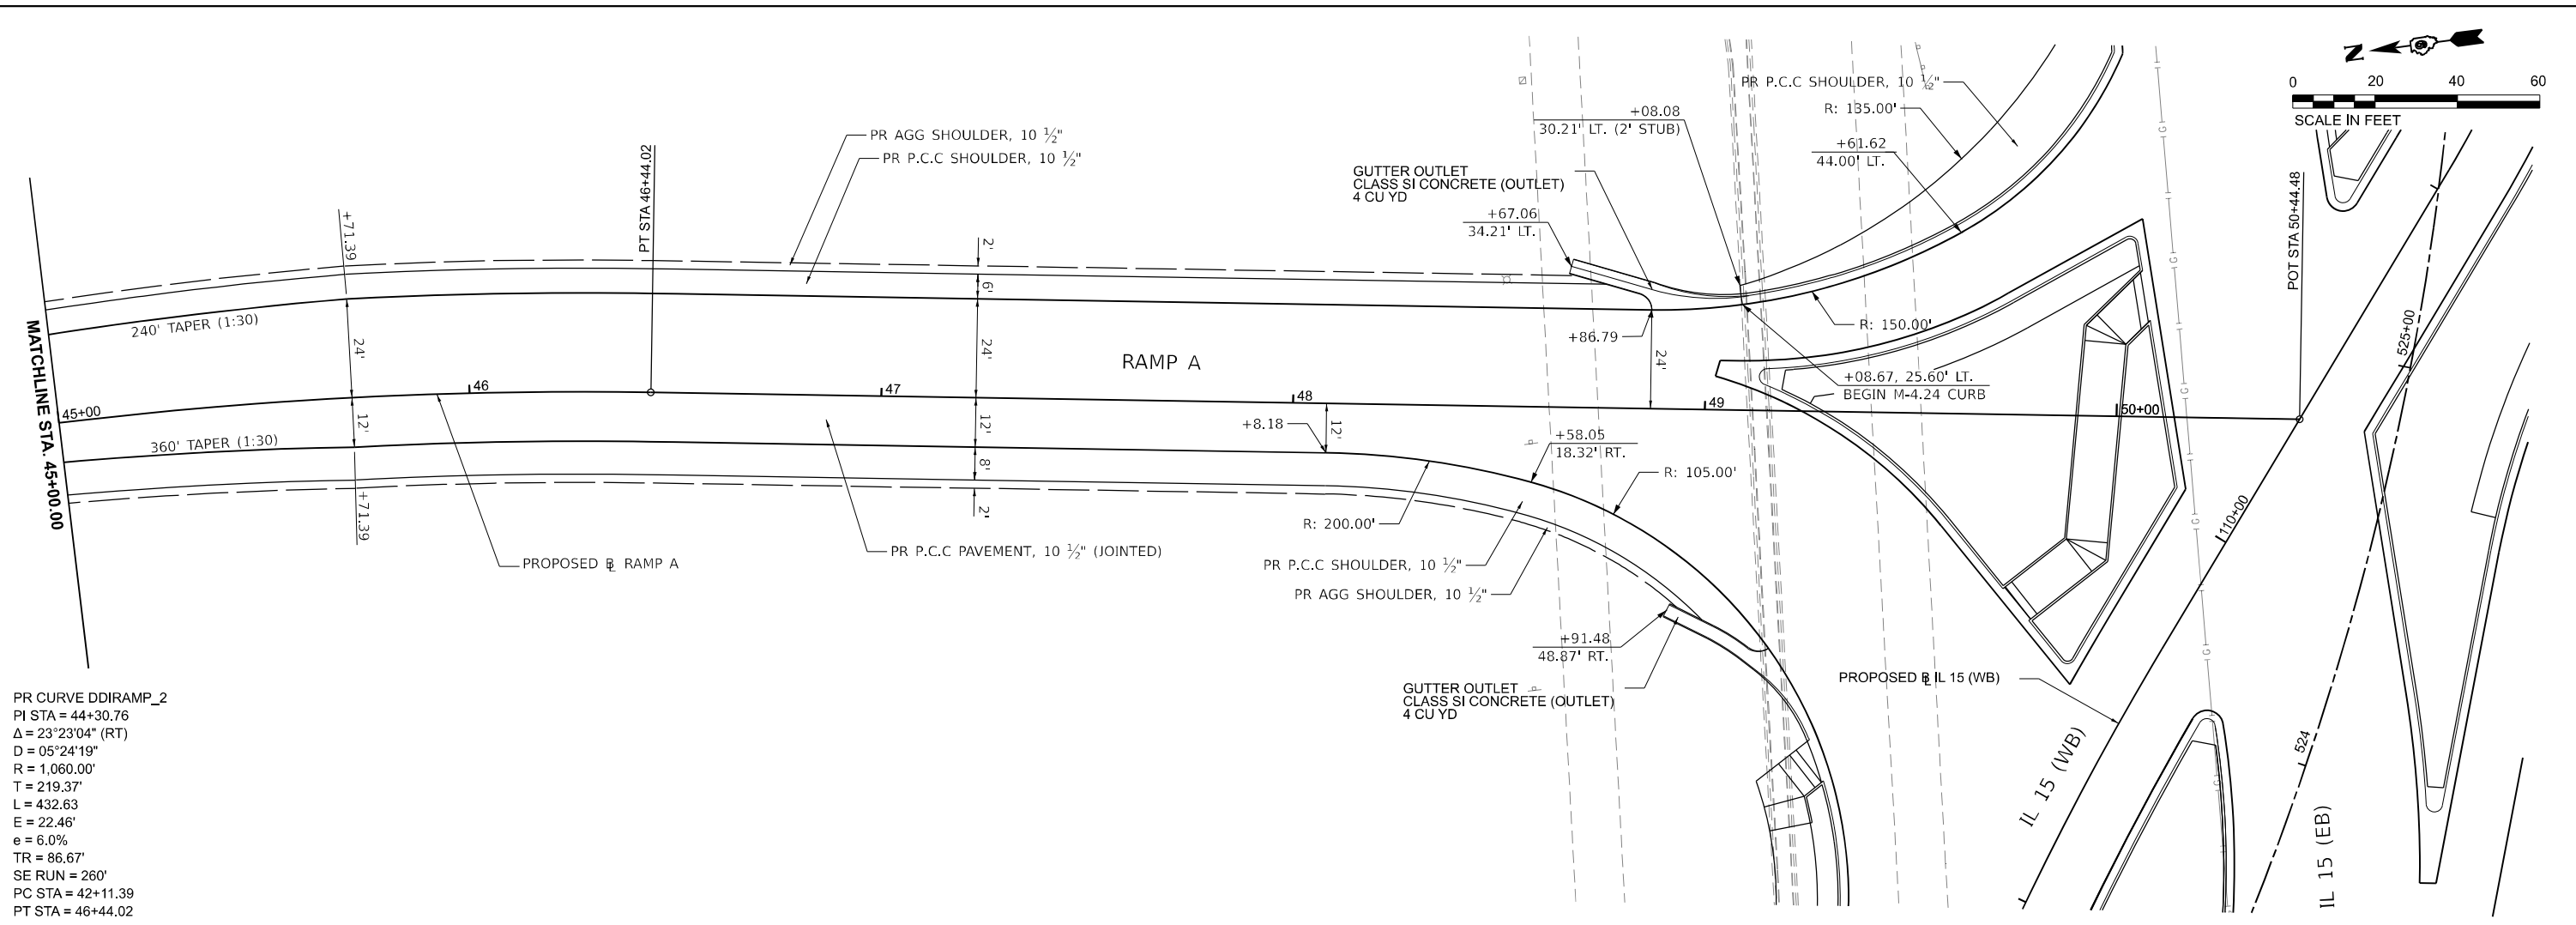 N
0 20 40 60
SCALE IN FEET
PR P.C.C SHOULDER, 10 ½"
R: 135.00'
+61.62
44.00' LT.
+08.08
30.21' LT. (2' STUB)
GUTTER OUTLET
CLASS SI CONCRETE (OUTLET)
4 CU YD
+67.06
34.21' LT.
PR AGG SHOULDER, 10 ½"
PR P.C.C SHOULDER, 10 ½"
PT STA 46+44.02
+71.39
2'
6'
24'
12'
8'
2'
240' TAPER (1:30)
24'
12'
+71.39
MATCHLINE STA. 45+00.00
45+00
360' TAPER (1:30)
46
47
48
49
50+00
RAMP A
+86.79
24'
R: 150.00'
+08.67, 25.60' LT.
BEGIN M-4.24 CURB
POT STA 50+44.48
525+00
110+00
524
+8.18
12'
+58.05
18.32' RT.
R: 105.00'
R: 200.00'
PR P.C.C SHOULDER, 10 ½"
PR AGG SHOULDER, 10 ½"
PR P.C.C PAVEMENT, 10 ½" (JOINTED)
PROPOSED ℄ RAMP A
+91.48
48.87' RT.
GUTTER OUTLET
CLASS SI CONCRETE (OUTLET)
4 CU YD
PROPOSED ℄ IL 15 (WB)
IL 15 (WB)
IL 15 (EB)
PR CURVE DDIRAMP_2
PI STA = 44+30.76
Δ = 23°23'04" (RT)
D = 05°24'19"
R = 1,060.00'
T = 219.37'
L = 432.63
E = 22.46'
e = 6.0%
TR = 86.67'
SE RUN = 260'
PC STA = 42+11.39
PT STA = 46+44.02